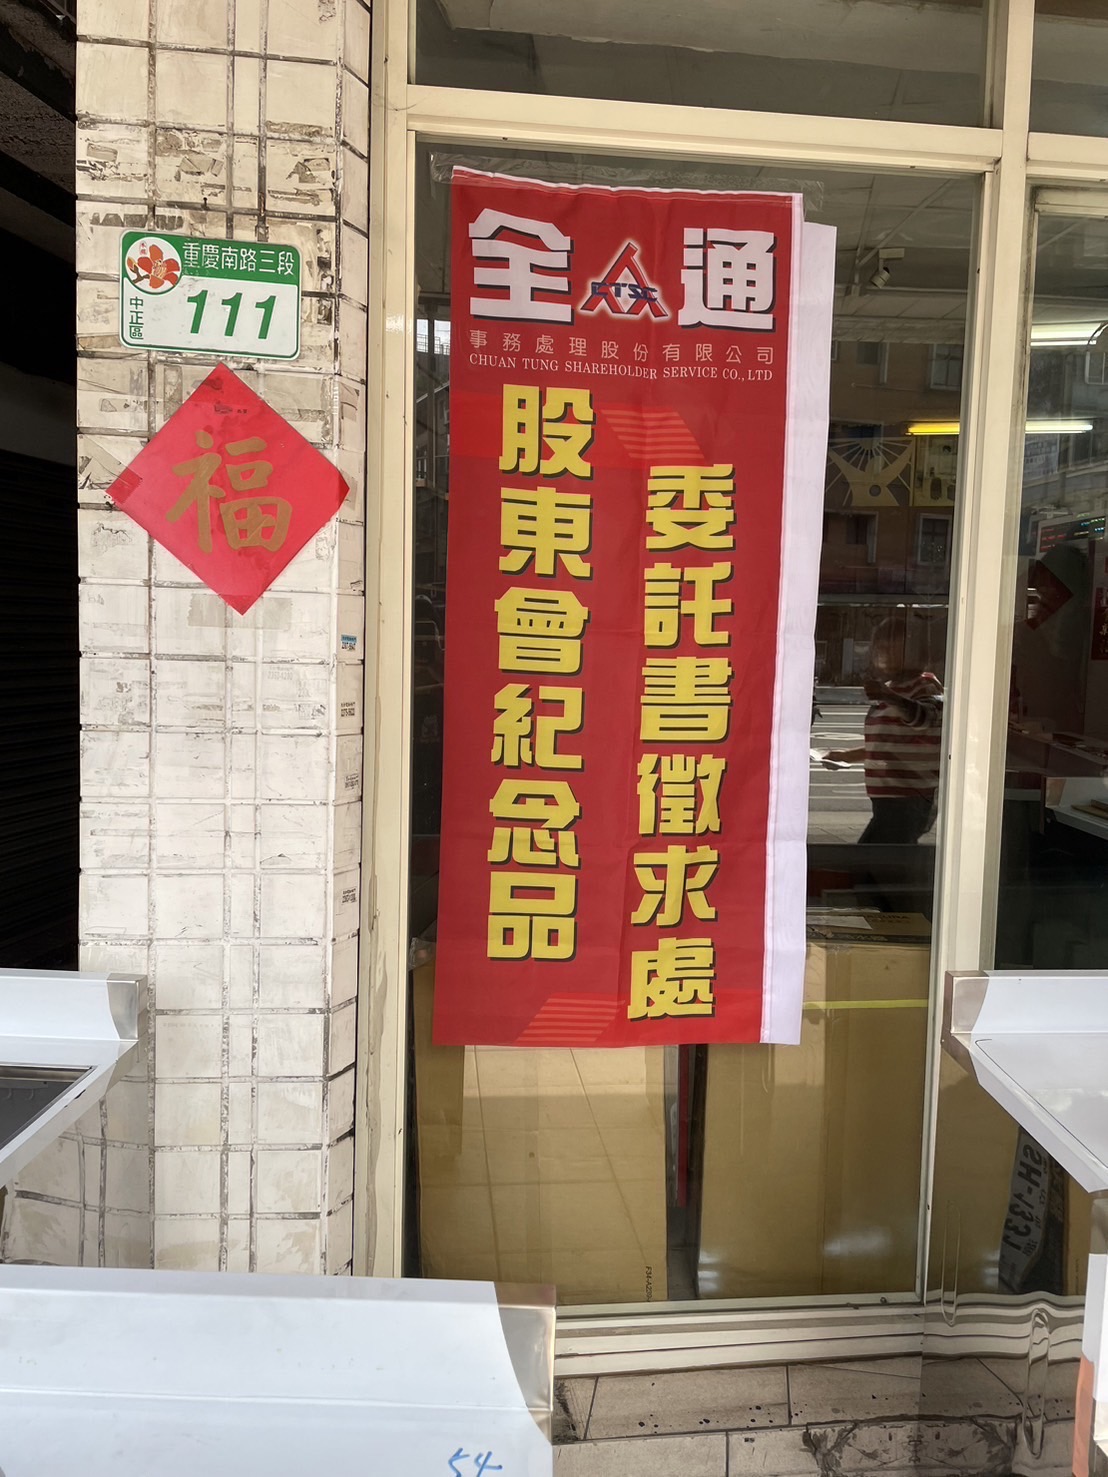 重慶南路三段
111
中正區
福
全 CTSC 通
事務處理股份有限公司
CHUAN TUNG SHAREHOLDER SERVICE CO., LTD
委託書徵求處
股東會紀念品
54